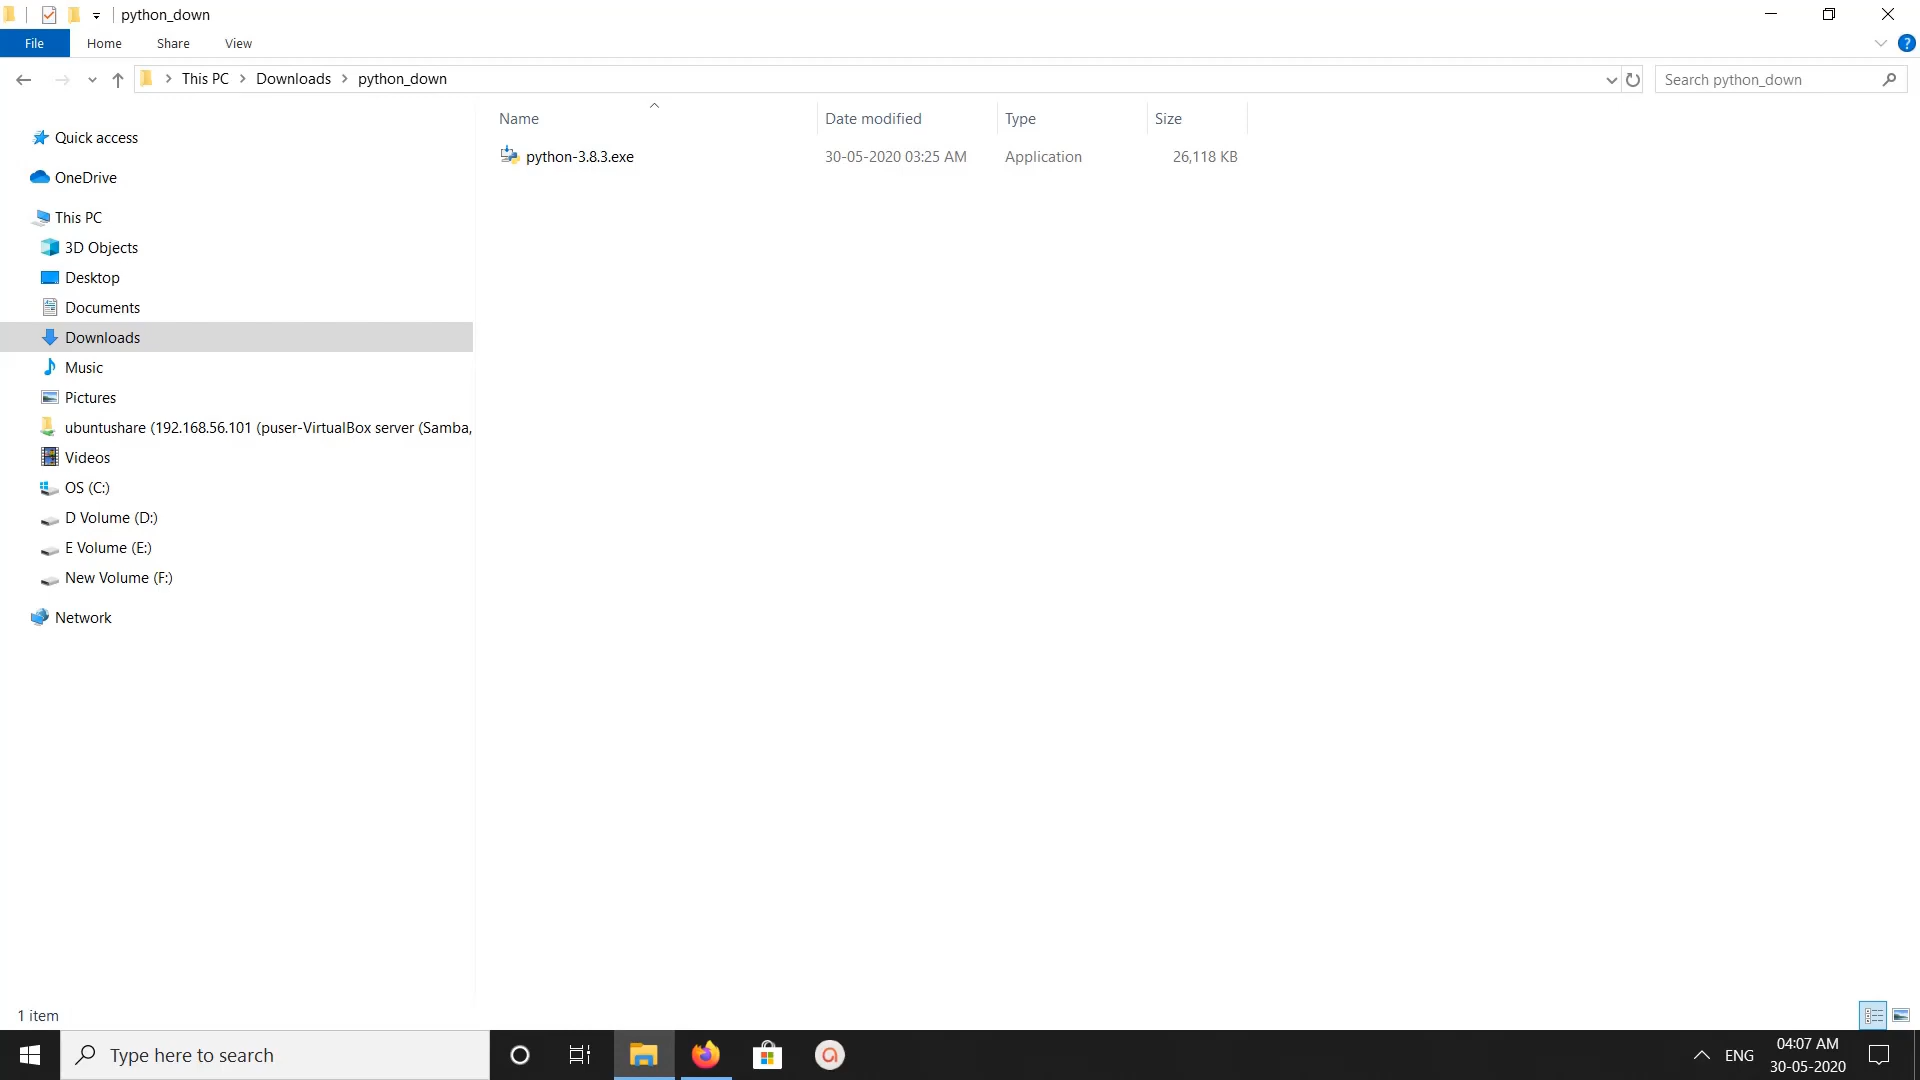 python_down
File Home Share View
This PC Downloads python_down
Search python_down
Name Date modified Type Size
python-3.8.3.exe 30-05-2020 03:25 AM Application 26,118 KB
Quick access
OneDrive
This PC
3D Objects
Desktop
Documents
Downloads
Music
Pictures
ubuntushare (192.168.56.101 (puser-VirtualBox server (Samba,
Videos
OS (C:)
D Volume (D:)
E Volume (E:)
New Volume (F:)
Network
1 item
Type here to search
ENG
04:07 AM
30-05-2020